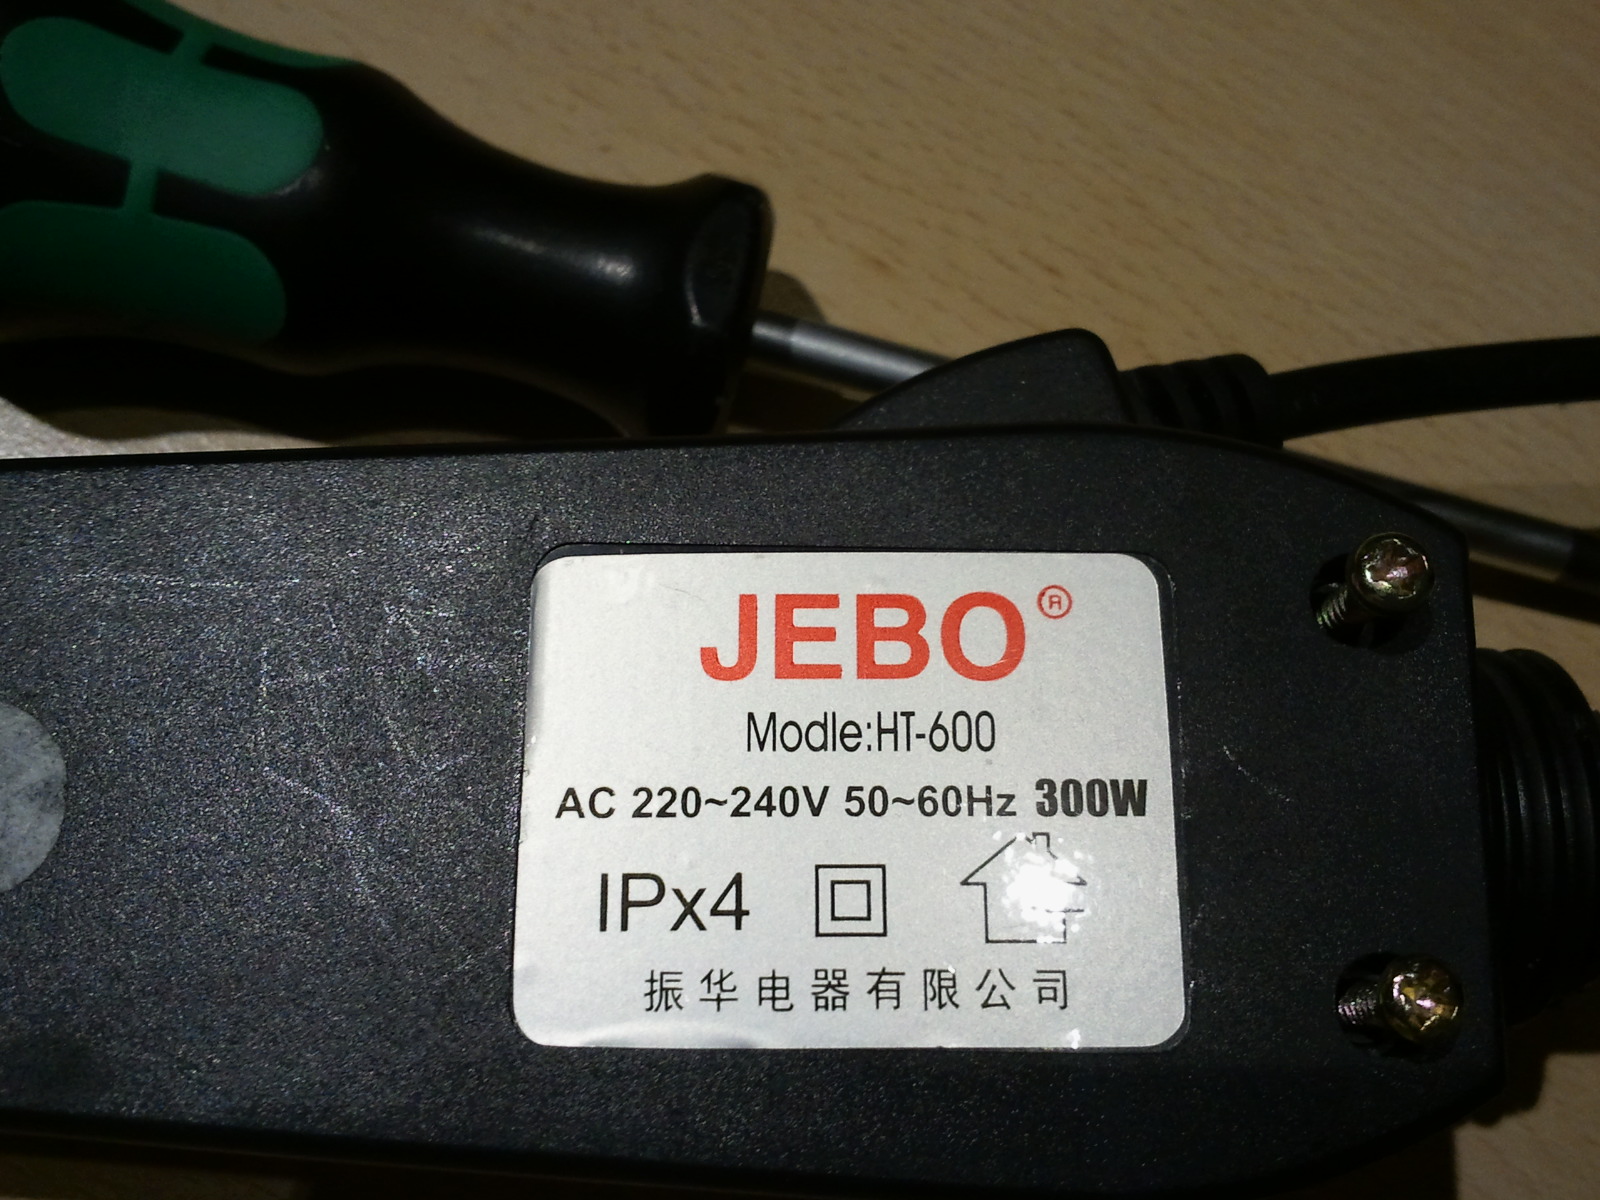 JEBO®
Modle:HT-600
AC 220~240V 50~60Hz 300W
IPx4
振华电器有限公司